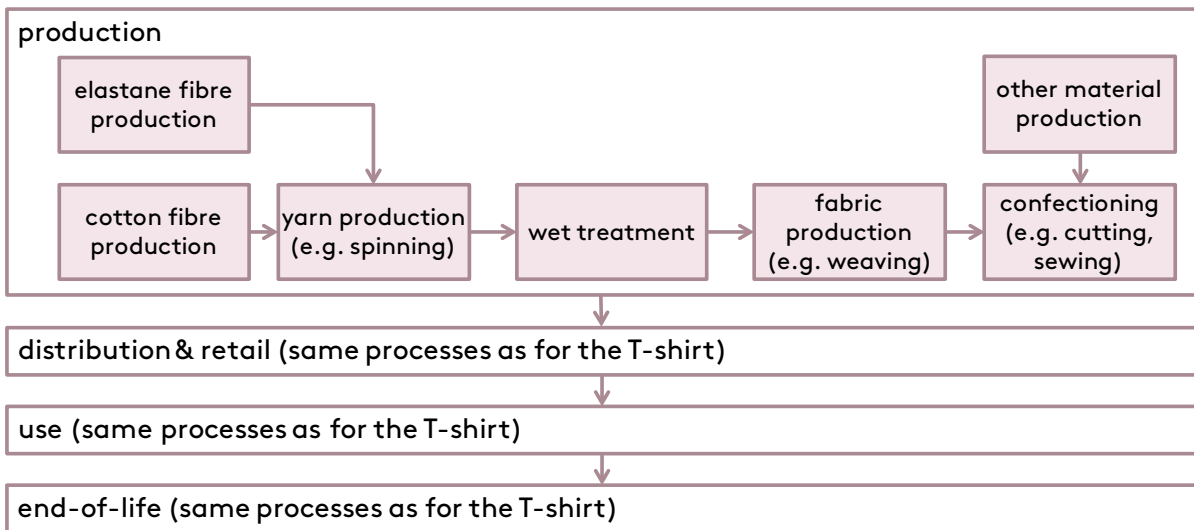 production
elastane fibre
production
other material
production
cotton fibre
production
yarn production
(e.g. spinning)
wet treatment
fabric
production
(e.g. weaving)
confectioning
(e.g. cutting,
sewing)
distribution & retail (same processes as for the T-shirt)
use (same processes as for the T-shirt)
end-of-life (same processes as for the T-shirt)